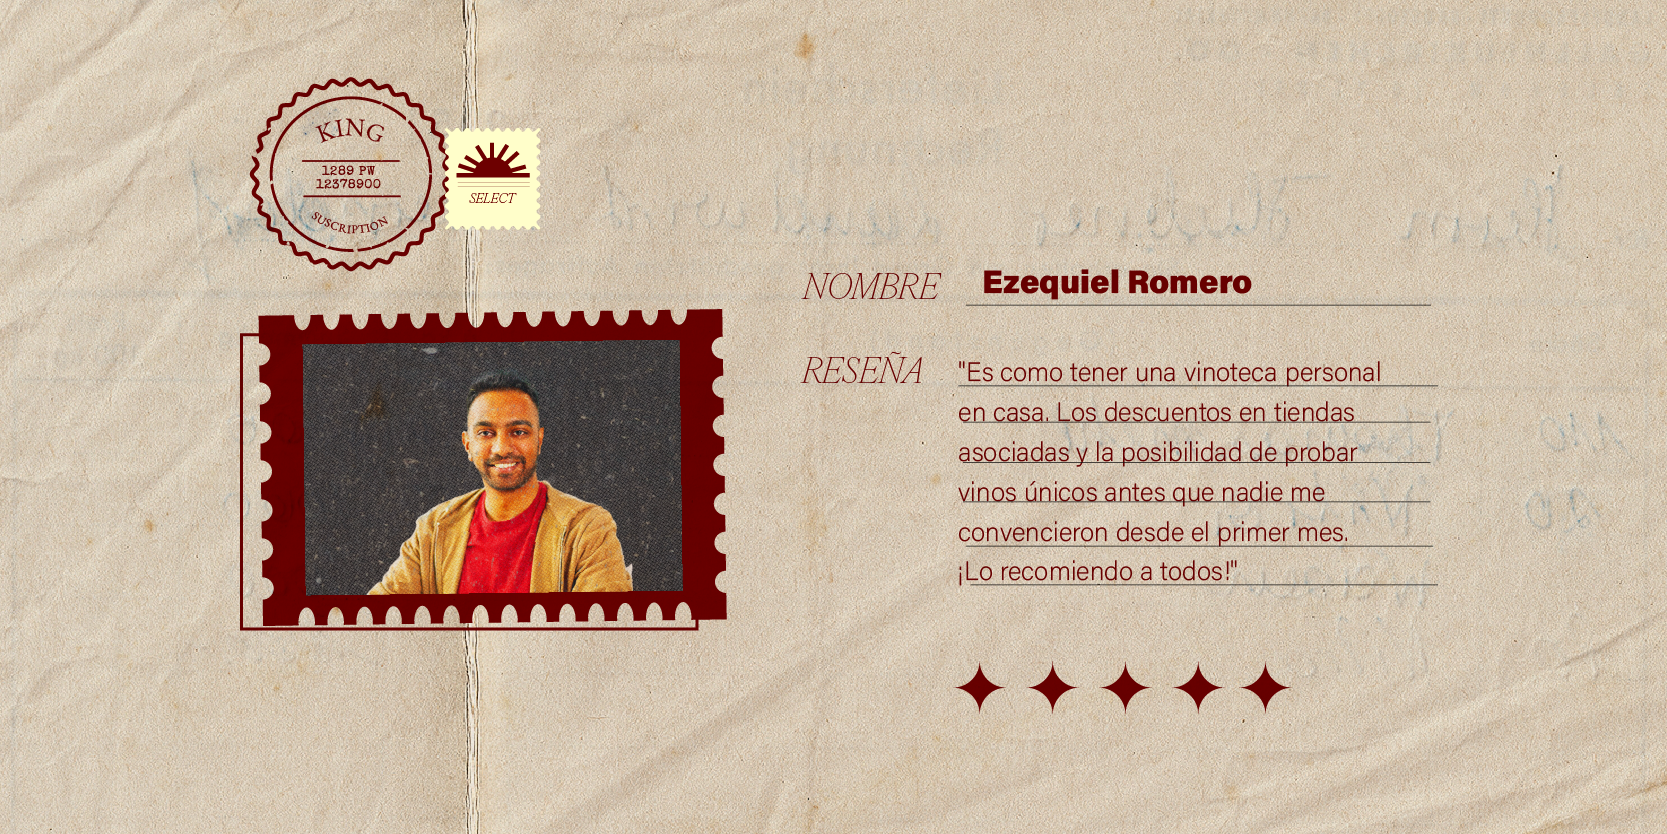 KING
1289 PW
12378900
SUSCRIPTION
SELECT
NOMBRE
Ezequiel Romero
RESEÑA
"Es como tener una vinoteca personal
en casa. Los descuentos en tiendas
asociadas y la posibilidad de probar
vinos únicos antes que nadie me
convencieron desde el primer mes.
¡Lo recomiendo a todos!"